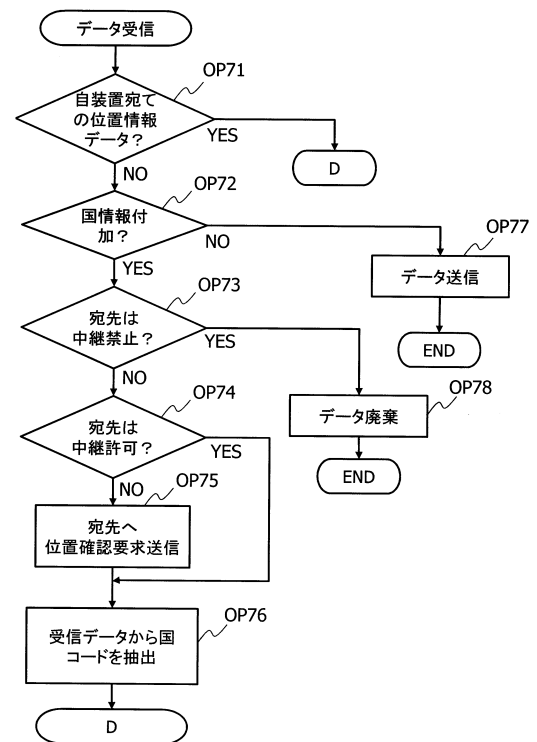 データ受信
OP71
自装置宛て
の位置情報
データ？
YES
D
NO
OP72
国情報付
加？
NO
OP77
データ送信
END
YES
OP73
宛先は
中継禁止？
YES
OP78
データ廃棄
END
NO
OP74
宛先は
中継許可？
YES
NO
OP75
宛先へ
位置確認要求送信
OP76
受信データから国
コードを抽出
D